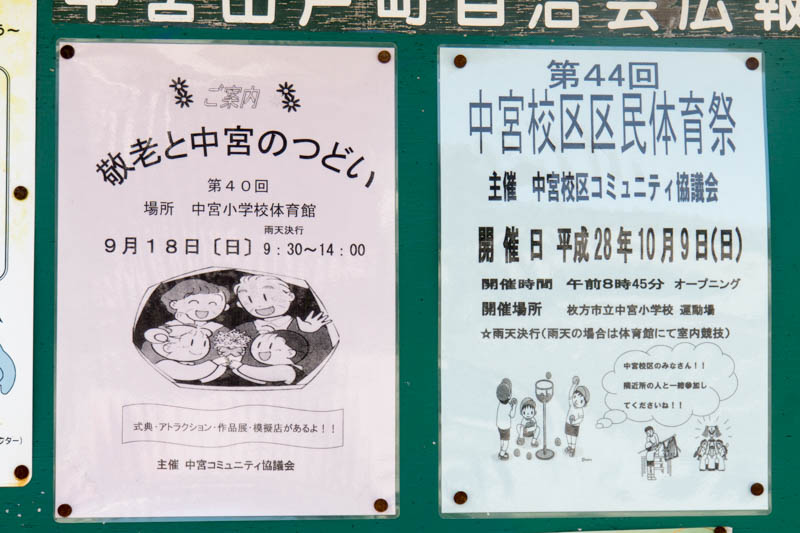 中宮山戸町自治会広報
ご案内
敬老と中宮のつどい
第40回
場所 中宮小学校体育館
雨天決行
9月18日〔日〕9:30～14:00
式典・アトラクション・作品展・模擬店があるよ！！
主催 中宮コミュニティ協議会
第44回
中宮校区区民体育祭
主催 中宮校区コミュニティ協議会
開催日 平成28年10月9日(日)
開催時間 午前8時45分 オープニング
開催場所 枚方市立中宮小学校 運動場
☆雨天決行(雨天の場合は体育館にて室内競技)
中宮校区のみなさん！！
隣近所の人と一緒参加し
てくださいね！！